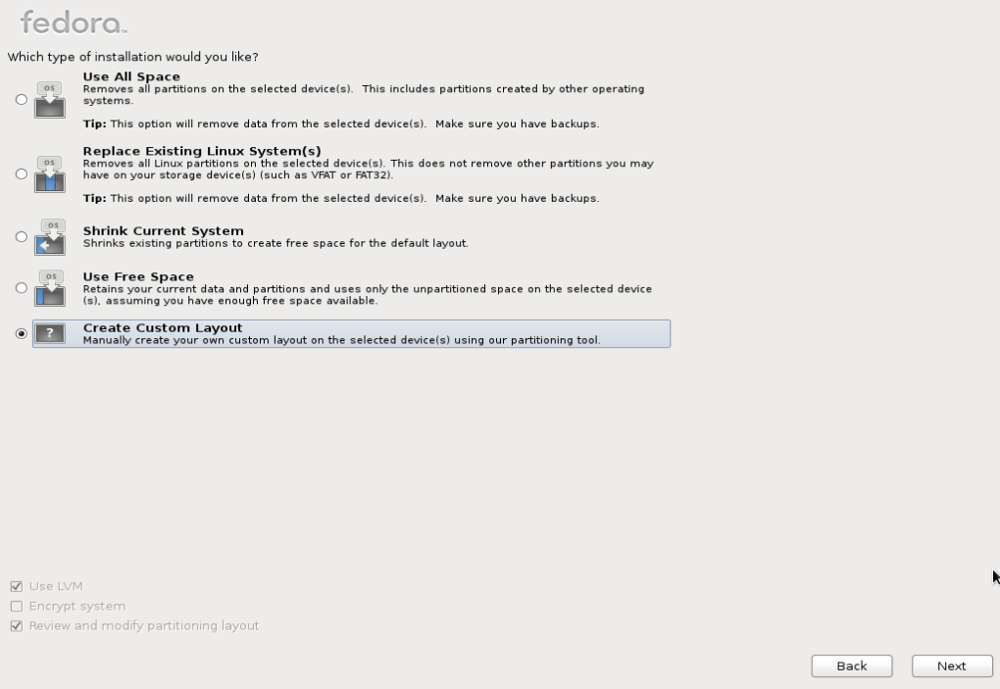 fedora™
Which type of installation would you like?
OS
Use All Space
Removes all partitions on the selected device(s).  This includes partitions created by other operating
systems.
Tip: This option will remove data from the selected device(s).  Make sure you have backups.
OS
Replace Existing Linux System(s)
Removes all Linux partitions on the selected device(s). This does not remove other partitions you may
have on your storage device(s) (such as VFAT or FAT32).
Tip: This option will remove data from the selected device(s).  Make sure you have backups.
OS
Shrink Current System
Shrinks existing partitions to create free space for the default layout.
OS
Use Free Space
Retains your current data and partitions and uses only the unpartitioned space on the selected device
(s), assuming you have enough free space available.
?
Create Custom Layout
Manually create your own custom layout on the selected device(s) using our partitioning tool.
Use LVM
Encrypt system
Review and modify partitioning layout
Back Next